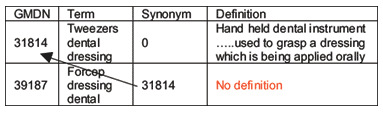 GMDN Term Synonym Definition
31814 Tweezers dental dressing 0 Hand held dental instrument
.....used to grasp a dressing
which is being applied orally
39187 Forcep dressing dental 31814 No definition